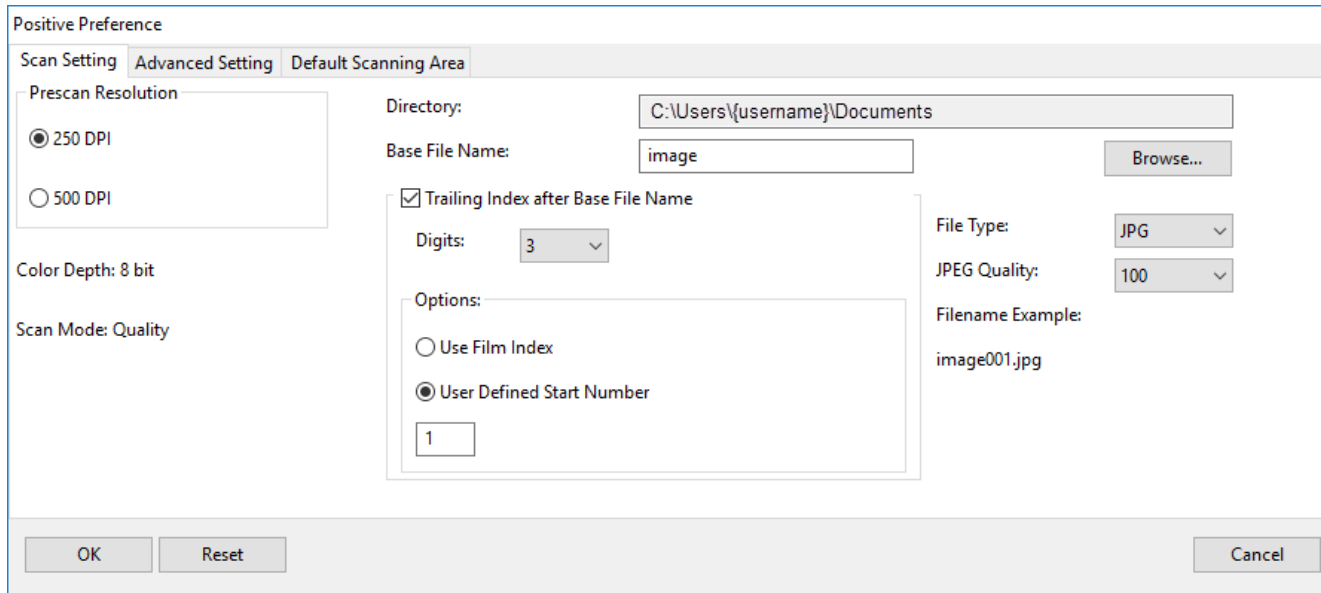 Positive Preference
Scan Setting Advanced Setting Default Scanning Area
Prescan Resolution
250 DPI
500 DPI
Color Depth: 8 bit
Scan Mode: Quality
Directory: C:\Users\{username}\Documents
Base File Name: image
Browse...
Trailing Index after Base File Name
Digits: 3
Options:
Use Film Index
User Defined Start Number
1
File Type: JPG
JPEG Quality: 100
Filename Example:
image001.jpg
OK Reset Cancel